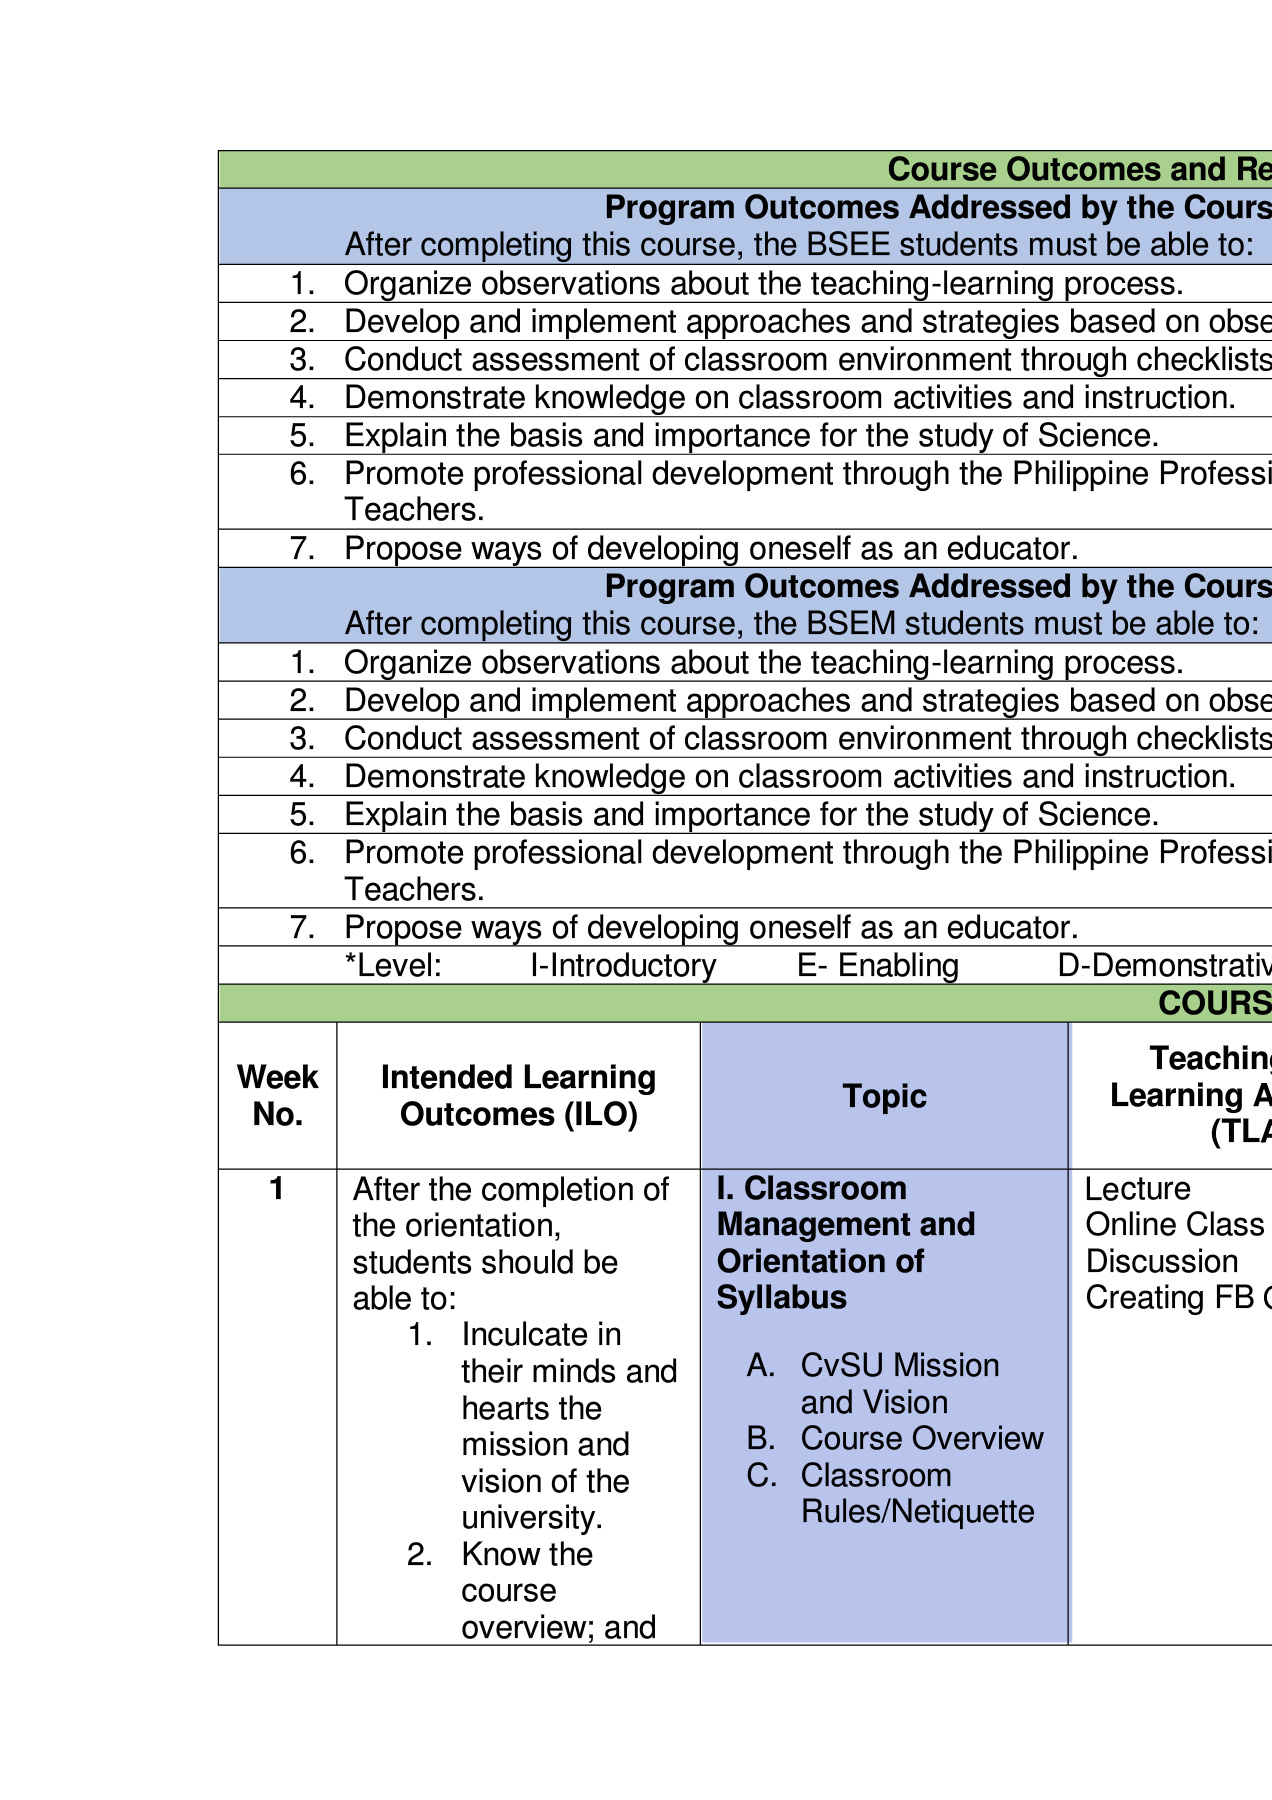 Course Outcomes and Re
Program Outcomes Addressed by the Cours
After completing this course, the BSEE students must be able to:
1. Organize observations about the teaching-learning process.
2. Develop and implement approaches and strategies based on obse
3. Conduct assessment of classroom environment through checklists
4. Demonstrate knowledge on classroom activities and instruction.
5. Explain the basis and importance for the study of Science.
6. Promote professional development through the Philippine Professi
Teachers.
7. Propose ways of developing oneself as an educator.
Program Outcomes Addressed by the Cours
After completing this course, the BSEM students must be able to:
1. Organize observations about the teaching-learning process.
2. Develop and implement approaches and strategies based on obse
3. Conduct assessment of classroom environment through checklists
4. Demonstrate knowledge on classroom activities and instruction.
5. Explain the basis and importance for the study of Science.
6. Promote professional development through the Philippine Professi
Teachers.
7. Propose ways of developing oneself as an educator.
*Level: I-Introductory E- Enabling D-Demonstrativ
COURS
Week
No.
Intended Learning
Outcomes (ILO)
Topic
Teaching
Learning A
(TLA
1
After the completion of
the orientation,
students should be
able to:
1. Inculcate in
their minds and
hearts the
mission and
vision of the
university.
2. Know the
course
overview; and
I. Classroom
Management and
Orientation of
Syllabus
A. CvSU Mission
and Vision
B. Course Overview
C. Classroom
Rules/Netiquette
Lecture
Online Class
Discussion
Creating FB